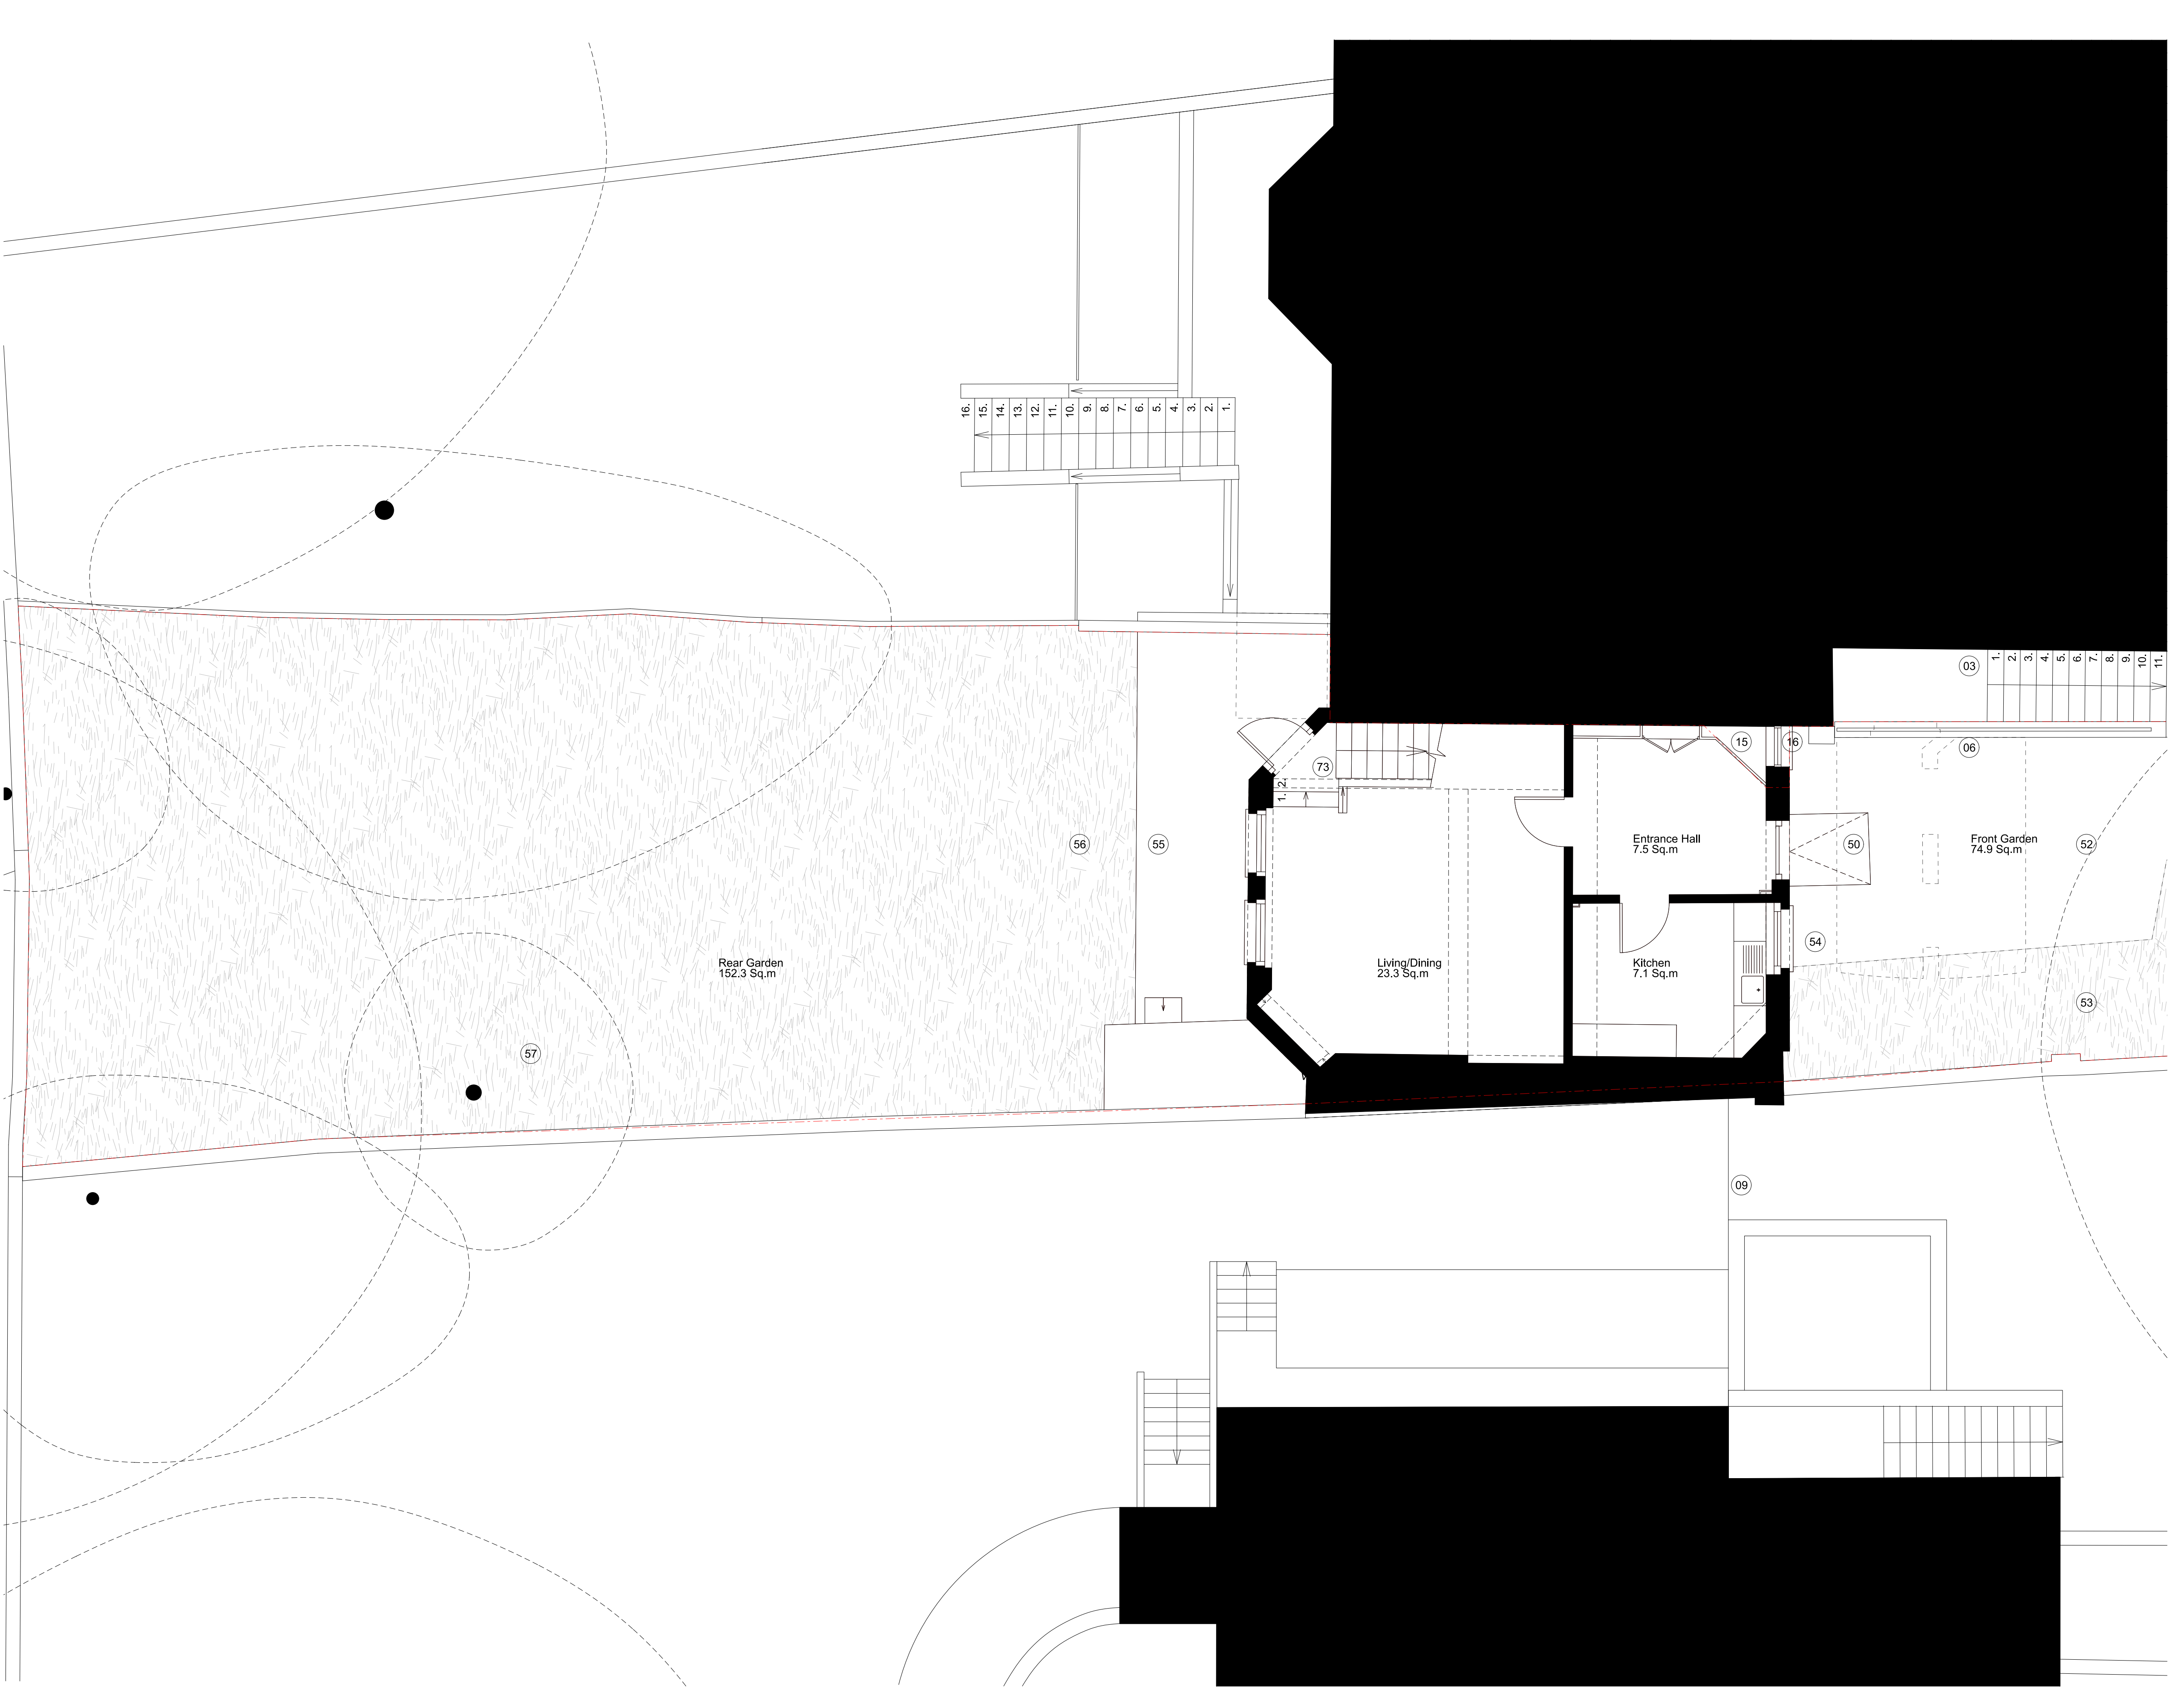 16. 15. 14. 13. 12. 11. 10. 9. 8. 7. 6. 5. 4. 3. 2. 1.
03
1. 2. 3. 4. 5. 6. 7. 8. 9. 10. 11.
15
16
06
73
1. 2.
56
55
Entrance Hall
7.5 Sq.m
50
Front Garden
74.9 Sq.m
52
54
Rear Garden
152.3 Sq.m
Living/Dining
23.3 Sq.m
Kitchen
7.1 Sq.m
53
57
09